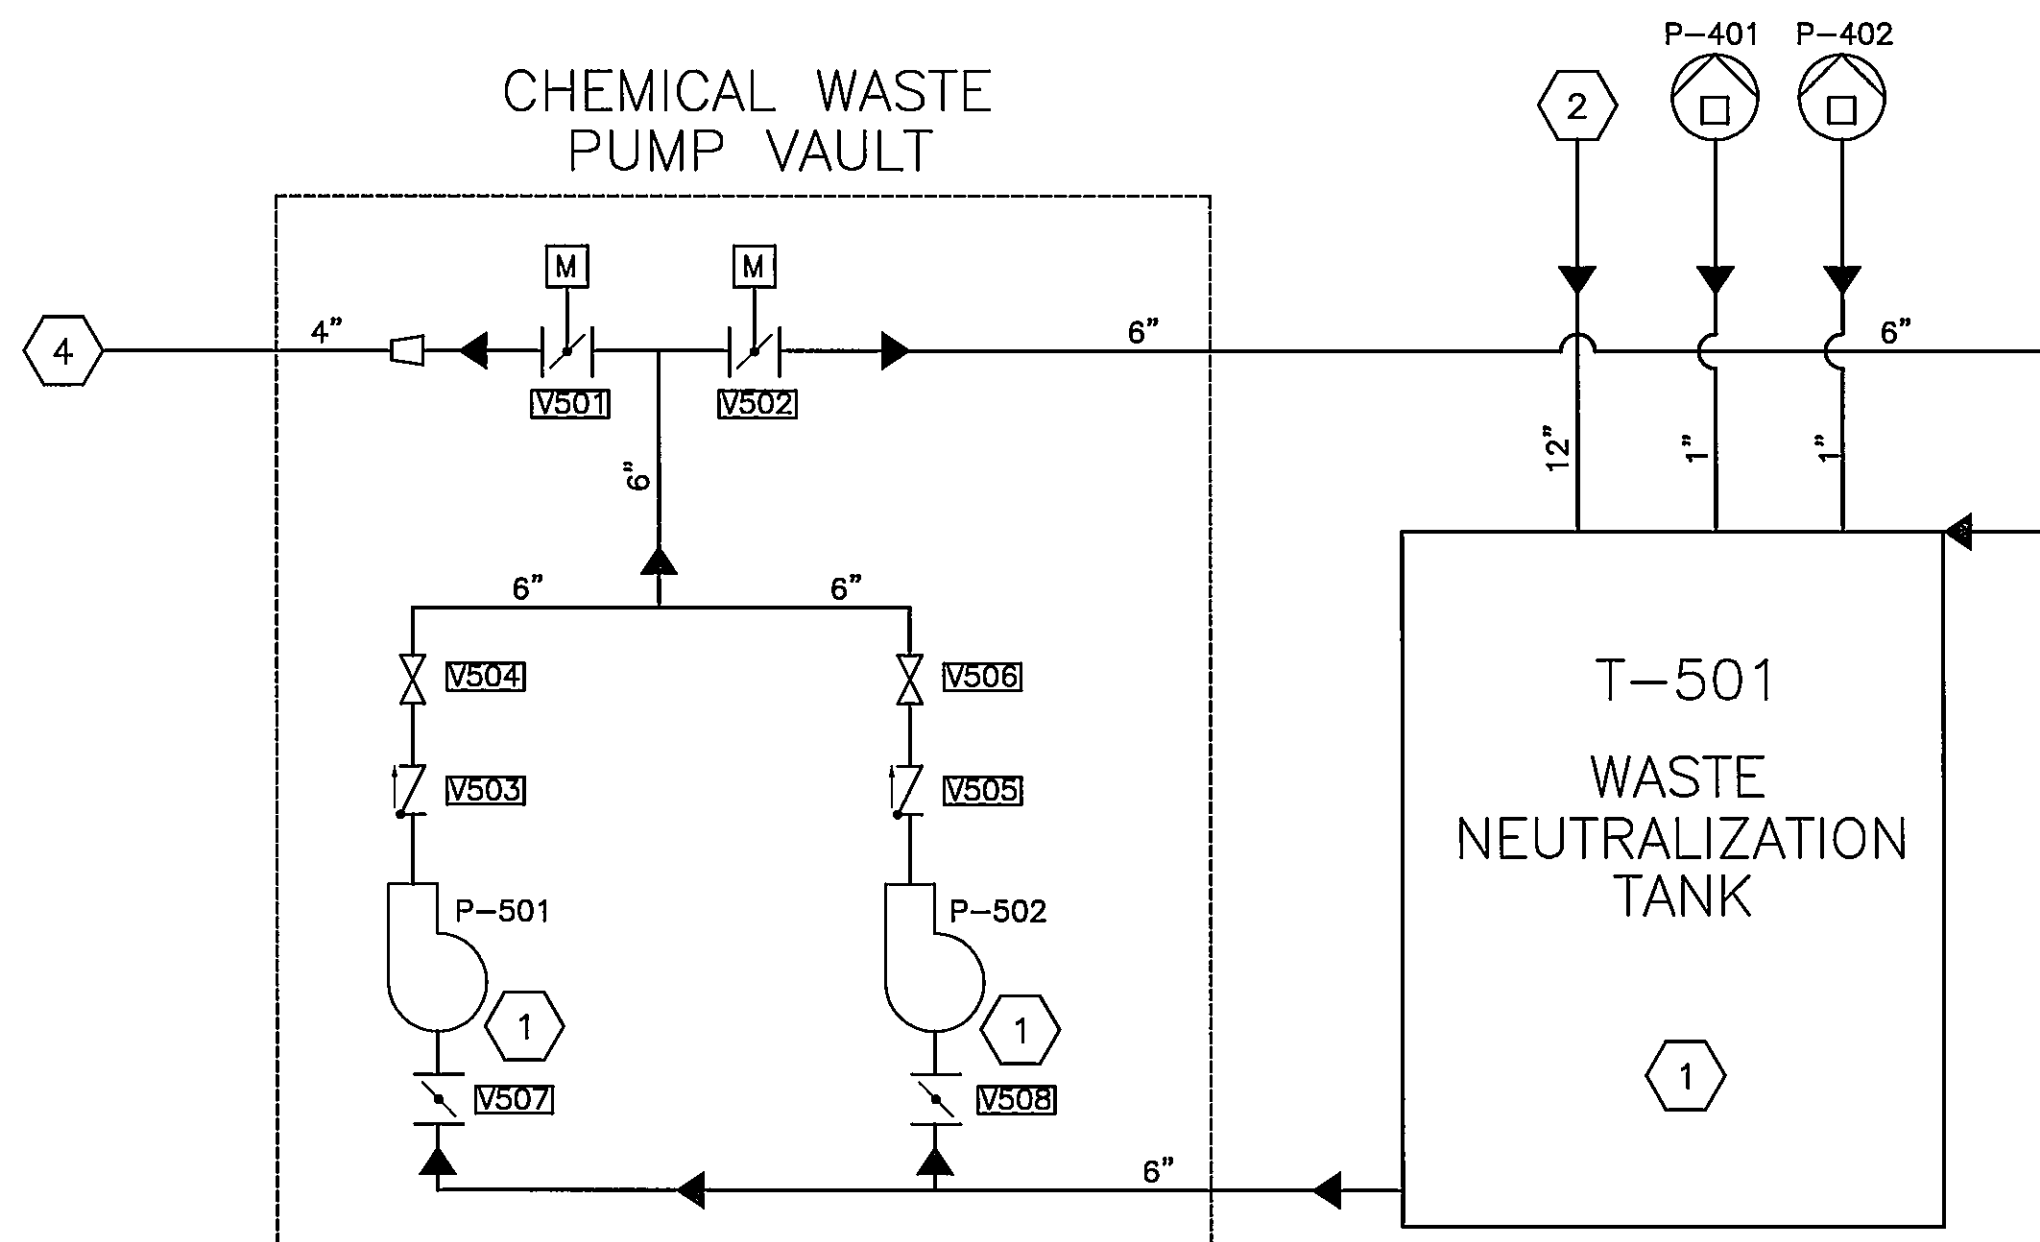 P-401 P-402
CHEMICAL WASTE
PUMP VAULT
2
M M
4
4” 6” 6”
V501 V502
6” 12” 1” 1”
6” 6”
V504 V506
T-501
V503 V505
WASTE
NEUTRALIZATION
TANK
P-501 P-502
1 1
1
V507 V508
6”